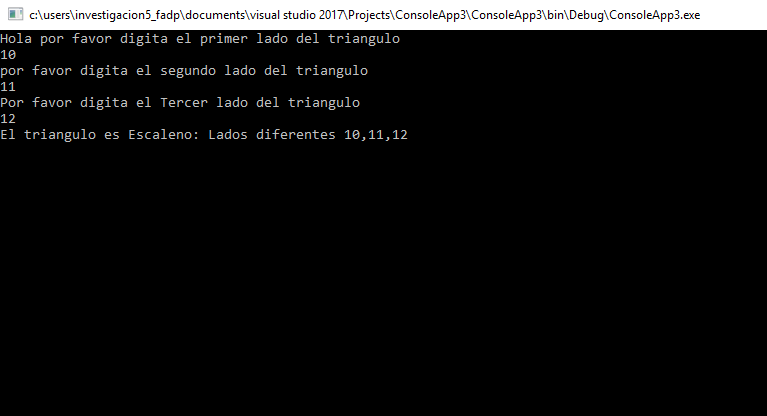 c:\users\investigacion5_fadp\documents\visual studio 2017\Projects\ConsoleApp3\ConsoleApp3\bin\Debug\ConsoleApp3.exe
Hola por favor digita el primer lado del triangulo
10
por favor digita el segundo lado del triangulo
11
Por favor digita el Tercer lado del triangulo
12
El triangulo es Escaleno: Lados diferentes 10,11,12